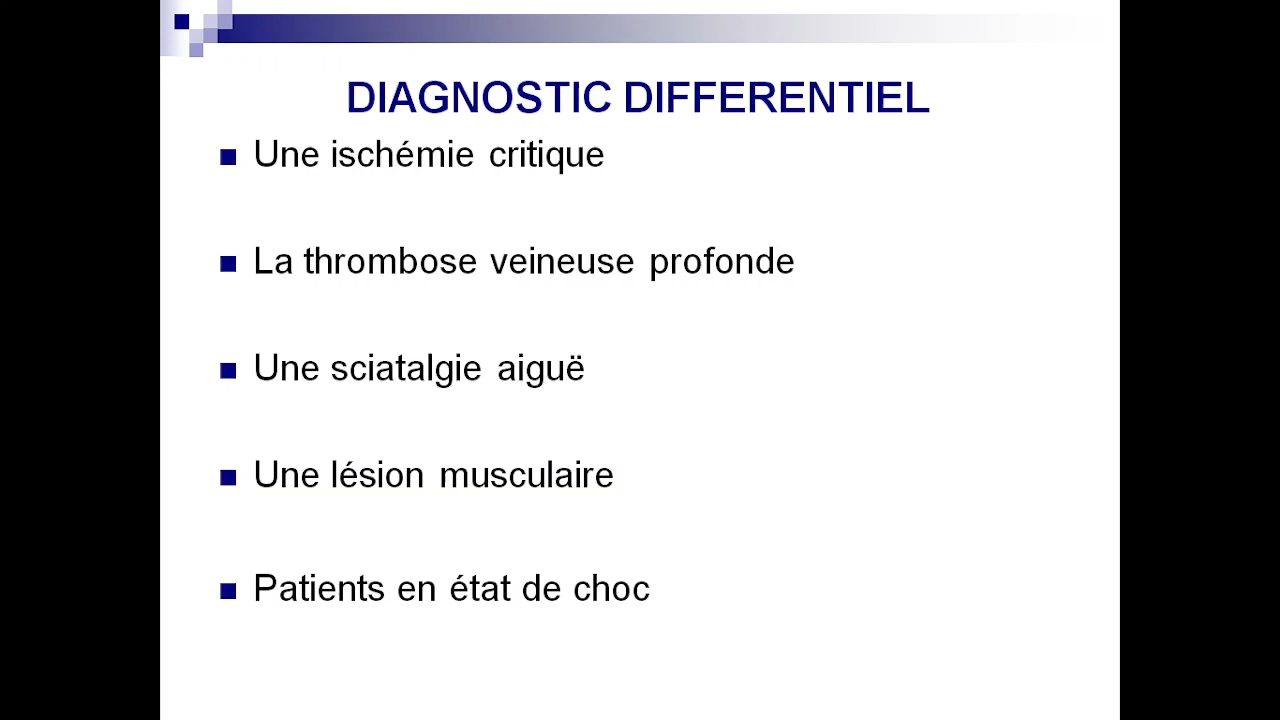 DIAGNOSTIC DIFFERENTIEL
Une ischémie critique
La thrombose veineuse profonde
Une sciatalgie aiguë
Une lésion musculaire
Patients en état de choc